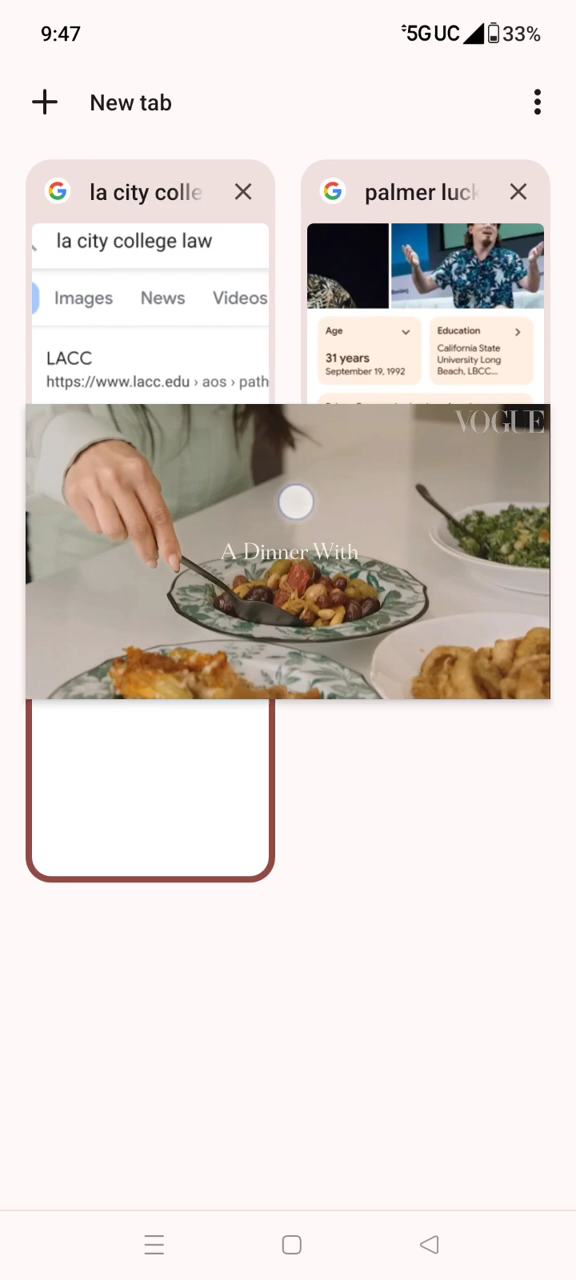 9:47
5G UC 33%
New tab
la city colle
palmer luck
la city college law
Images News Videos
LACC
https://www.lacc.edu › aos › path
Age
31 years
September 19, 1992
Education
California State
University Long
Beach, LBCC...
VOGUE
A Dinner With